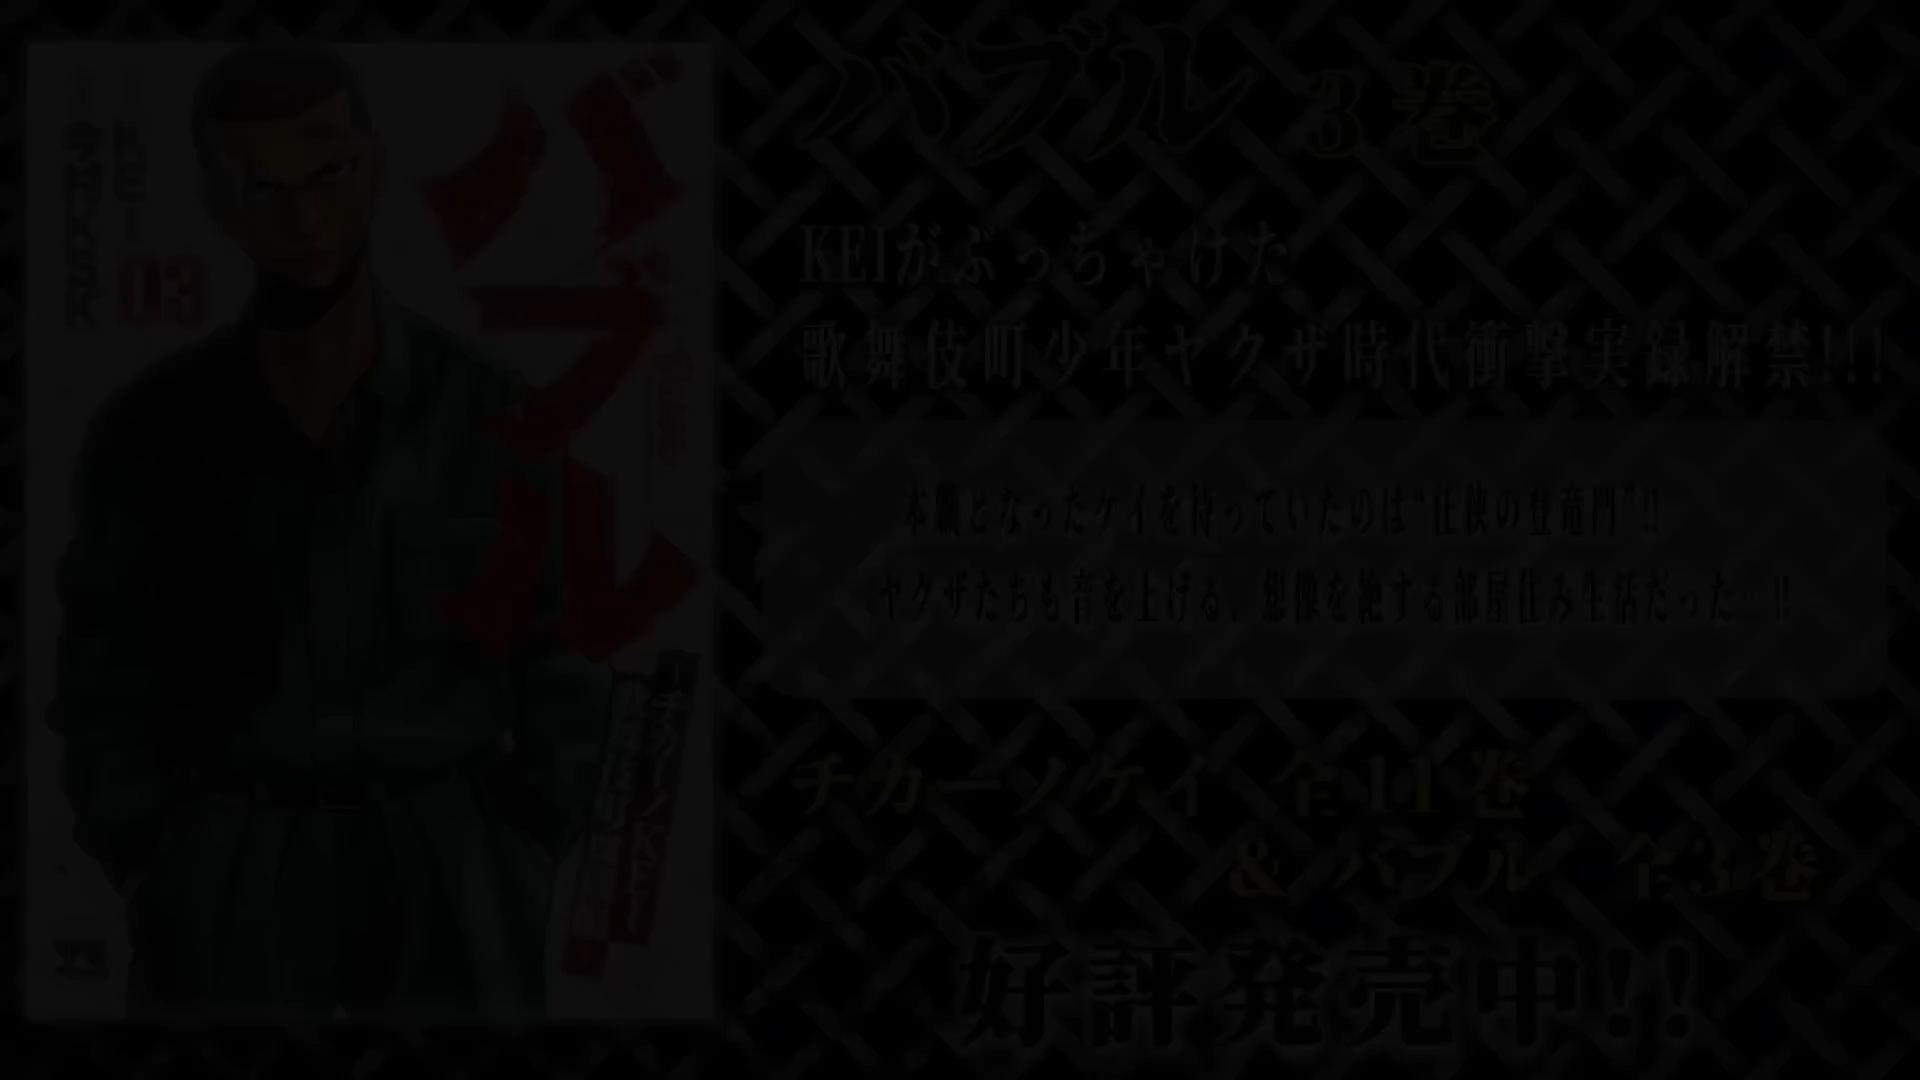 バブル 3巻
KEIがぶっちゃけた
歌舞伎町少年ヤクザ時代衝撃実録解禁!!!
本職となったケイを待っていたのは“任侠の登竜門”!!
ヤクザたちも音を上げる、想像を絶する部屋住み生活だった…!!
チカーノケイ 全11巻
& バブル 全3巻
好評発売中!!
バブル
KEI
03